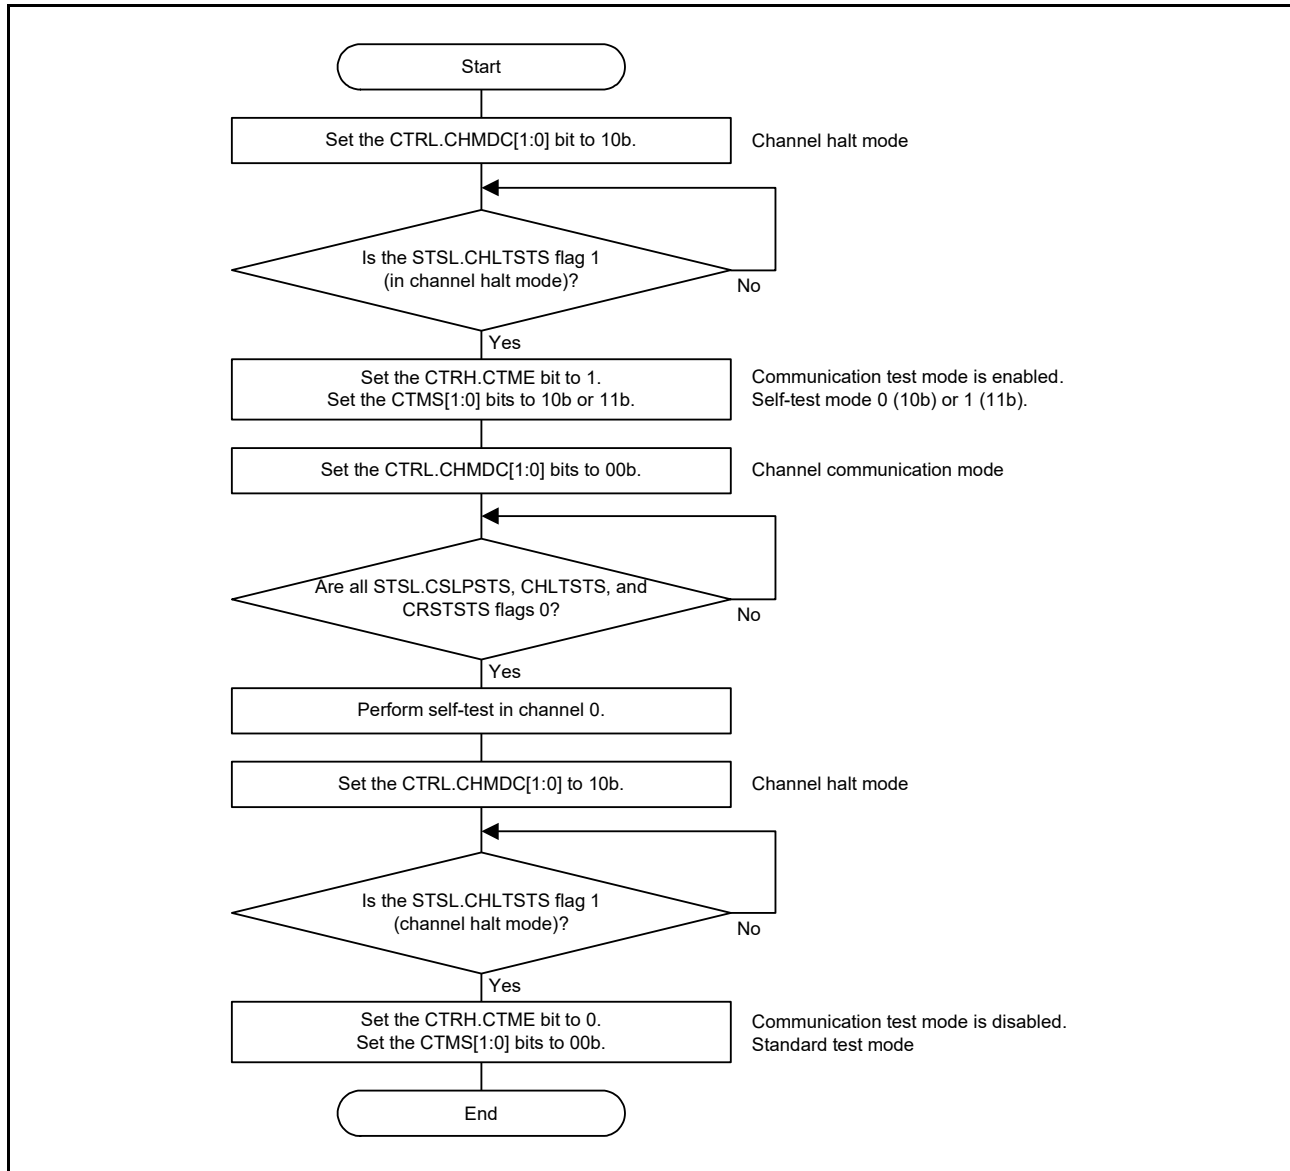 Start
Set the CTRL.CHMDC[1:0] bit to 10b.
Channel halt mode
Is the STSL.CHLTSTS flag 1
(in channel halt mode)?
No
Yes
Set the CTRH.CTME bit to 1.
Set the CTMS[1:0] bits to 10b or 11b.
Communication test mode is enabled.
Self-test mode 0 (10b) or 1 (11b).
Set the CTRL.CHMDC[1:0] bits to 00b.
Channel communication mode
Are all STSL.CSLPSTS, CHLTSTS, and
CRSTSTS flags 0?
No
Yes
Perform self-test in channel 0.
Set the CTRL.CHMDC[1:0] to 10b.
Channel halt mode
Is the STSL.CHLTSTS flag 1
(channel halt mode)?
No
Yes
Set the CTRH.CTME bit to 0.
Set the CTMS[1:0] bits to 00b.
Communication test mode is disabled.
Standard test mode
End